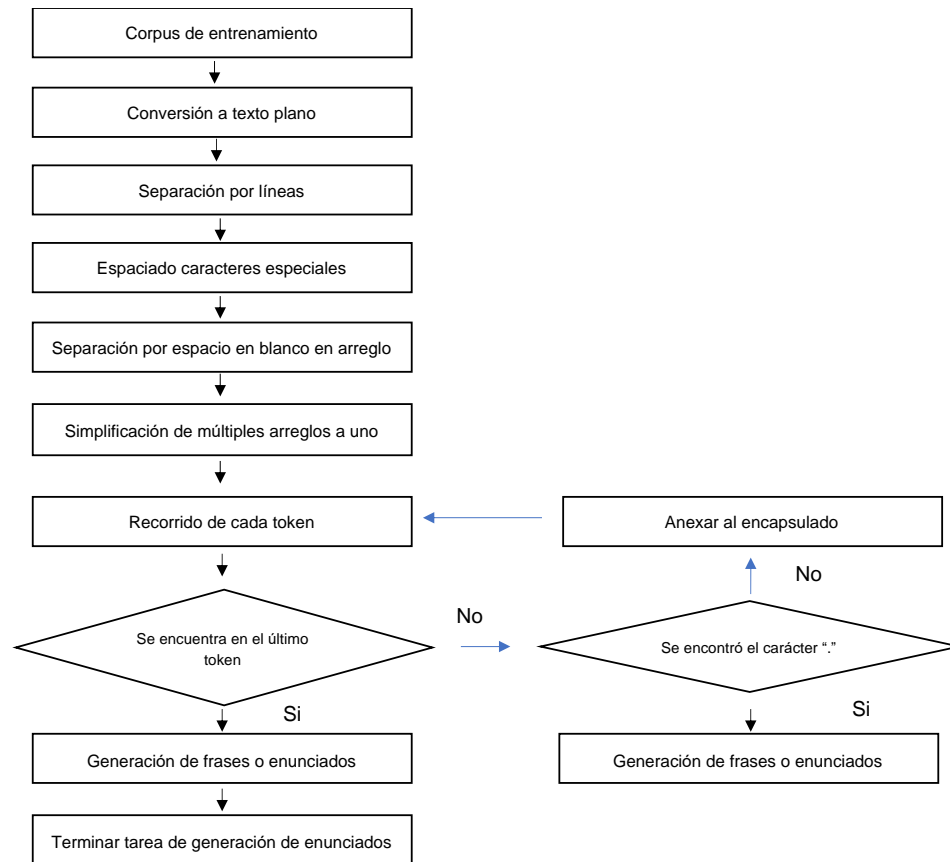 Corpus de entrenamiento
Conversión a texto plano
Separación por líneas
Espaciado caracteres especiales
Separación por espacio en blanco en arreglo
Simplificación de múltiples arreglos a uno
Recorrido de cada token
Anexar al encapsulado
No
Se encuentra en el último
token
No
Se encontró el carácter “.”
Si
Si
Generación de frases o enunciados
Generación de frases o enunciados
Terminar tarea de generación de enunciados